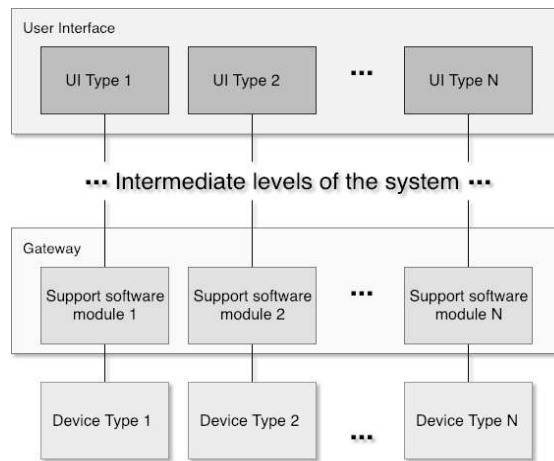 User Interface
UI Type 1
UI Type 2
...
UI Type N
... Intermediate levels of the system ...
Gateway
Support software
module 1
Support software
module 2
...
Support software
module N
Device Type 1
Device Type 2
...
Device Type N